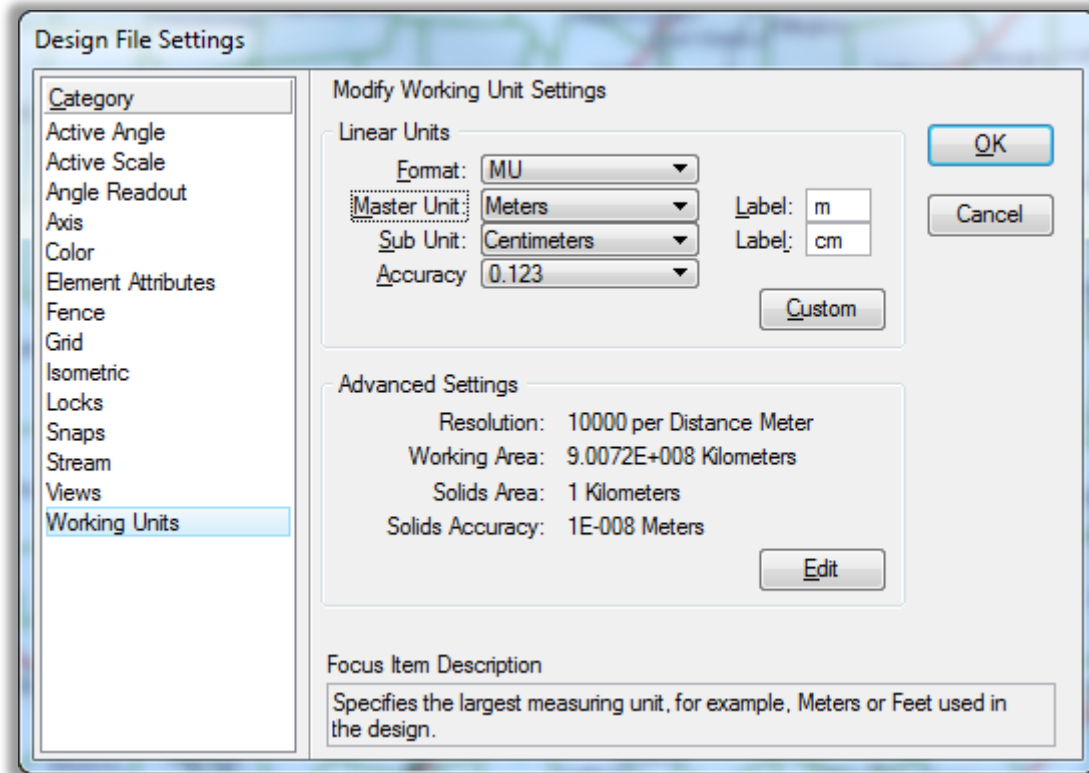 Design File Settings
Category
Active Angle
Active Scale
Angle Readout
Axis
Color
Element Attributes
Fence
Grid
Isometric
Locks
Snaps
Stream
Views
Working Units
Modify Working Unit Settings
Linear Units
Format: MU
Master Unit: Meters Label: m
Sub Unit: Centimeters Label: cm
Accuracy 0.123
Custom
Advanced Settings
Resolution: 10000 per Distance Meter
Working Area: 9.0072E+008 Kilometers
Solids Area: 1 Kilometers
Solids Accuracy: 1E-008 Meters
Edit
Focus Item Description
Specifies the largest measuring unit, for example, Meters or Feet used in
the design.
OK
Cancel